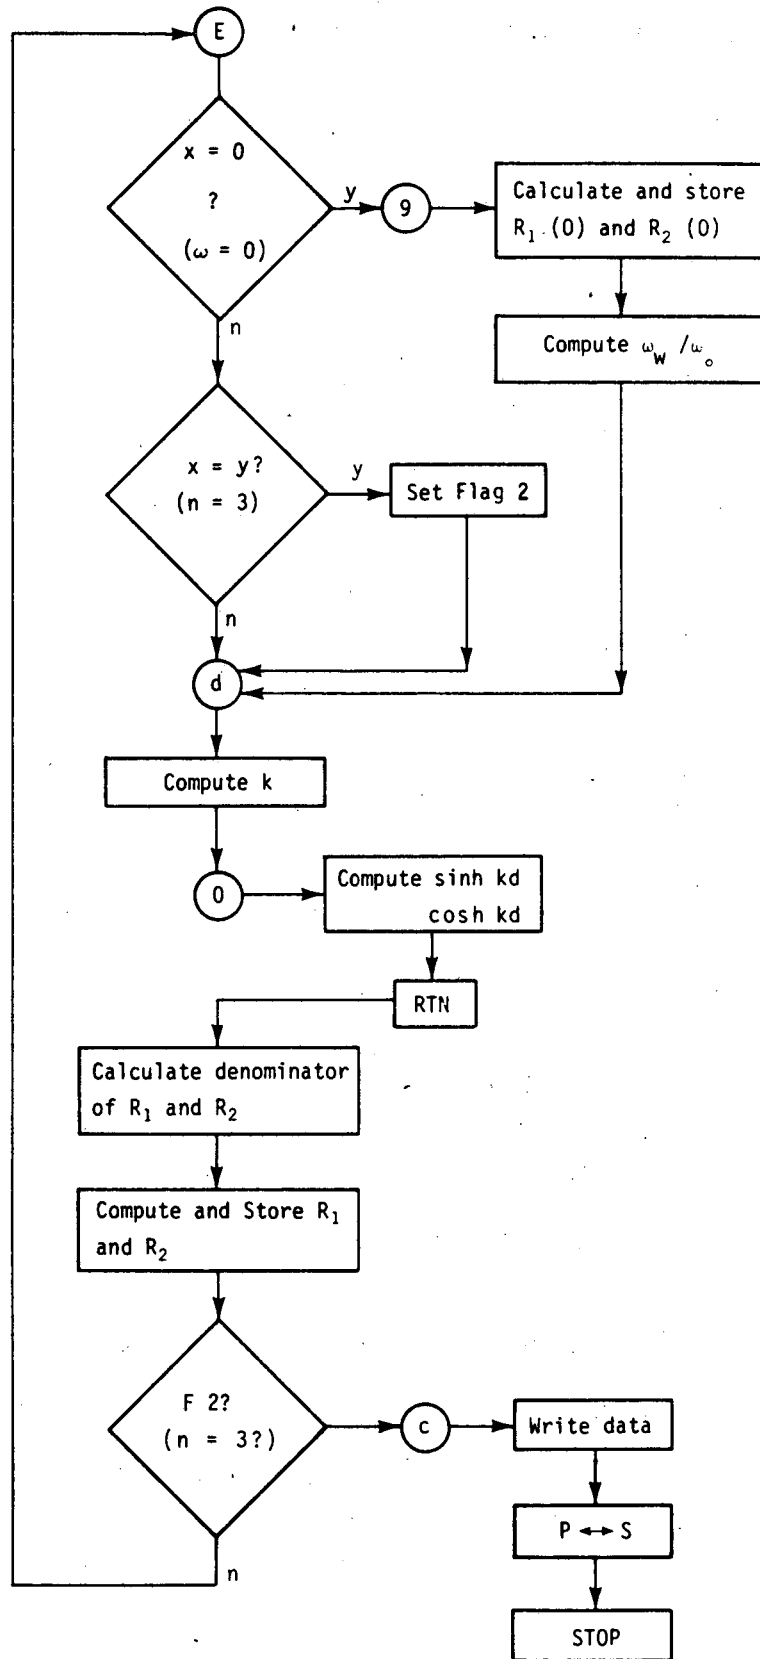 E
x = 0
?
(ω = 0)
y
9
Calculate and store
R₁ (0) and R₂ (0)
n
Compute ω_w /ω_o
x = y?
(n = 3)
y
Set Flag 2
n
d
Compute k
0
Compute sinh kd
cosh kd
RTN
Calculate denominator
of R₁ and R₂
Compute and Store R₁
and R₂
F 2?
(n = 3?)
c
Write data
n
P ↔ S
STOP